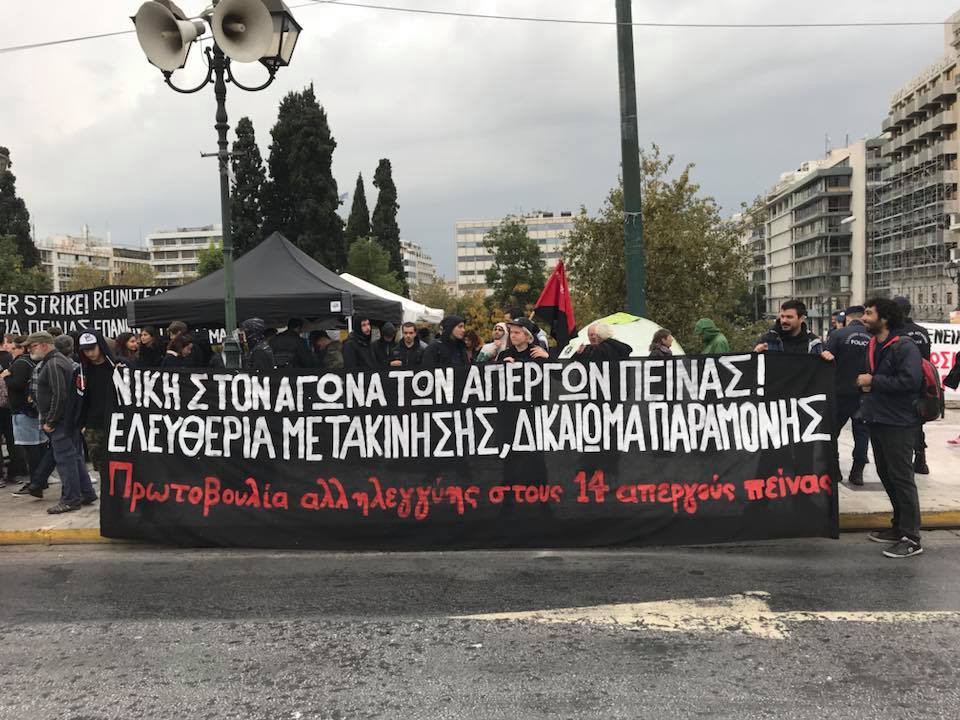 ER STRIKE! REUNITE
ΝΙΚΗ ΣΤΟΝ ΑΓΩΝΑ ΤΩΝ ΑΠΕΡΓΩΝ ΠΕΙΝΑΣ!
ΕΛΕΥΘΕΡΙΑ ΜΕΤΑΚΙΝΗΣΗΣ, ΔΙΚΑΙΩΜΑ ΠΑΡΑΜΟΝΗΣ
Πρωτοβουλία αλληλεγγύης στους 14 απεργούς πείνας
POLICE